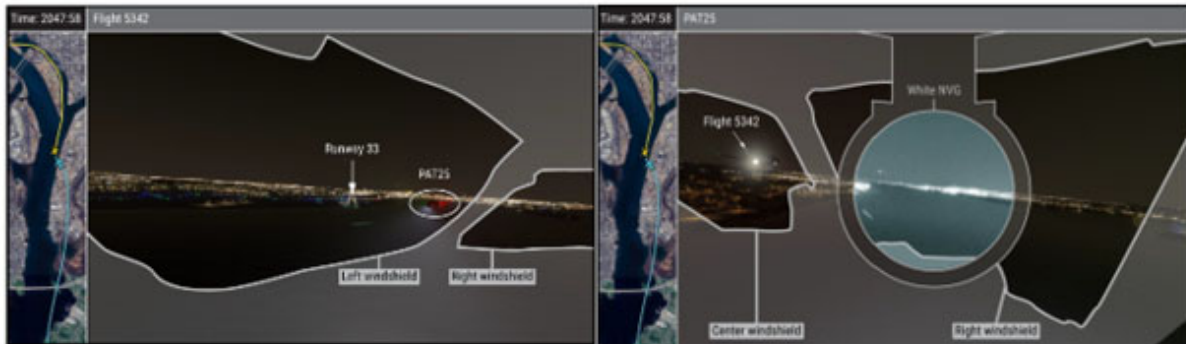 Time: 2047:58
Flight 5342
Runway 33
PAT25
Left windshield
Right windshield
Time: 2047:58
PAT25
White NVG
Flight 5342
Center windshield
Right windshield